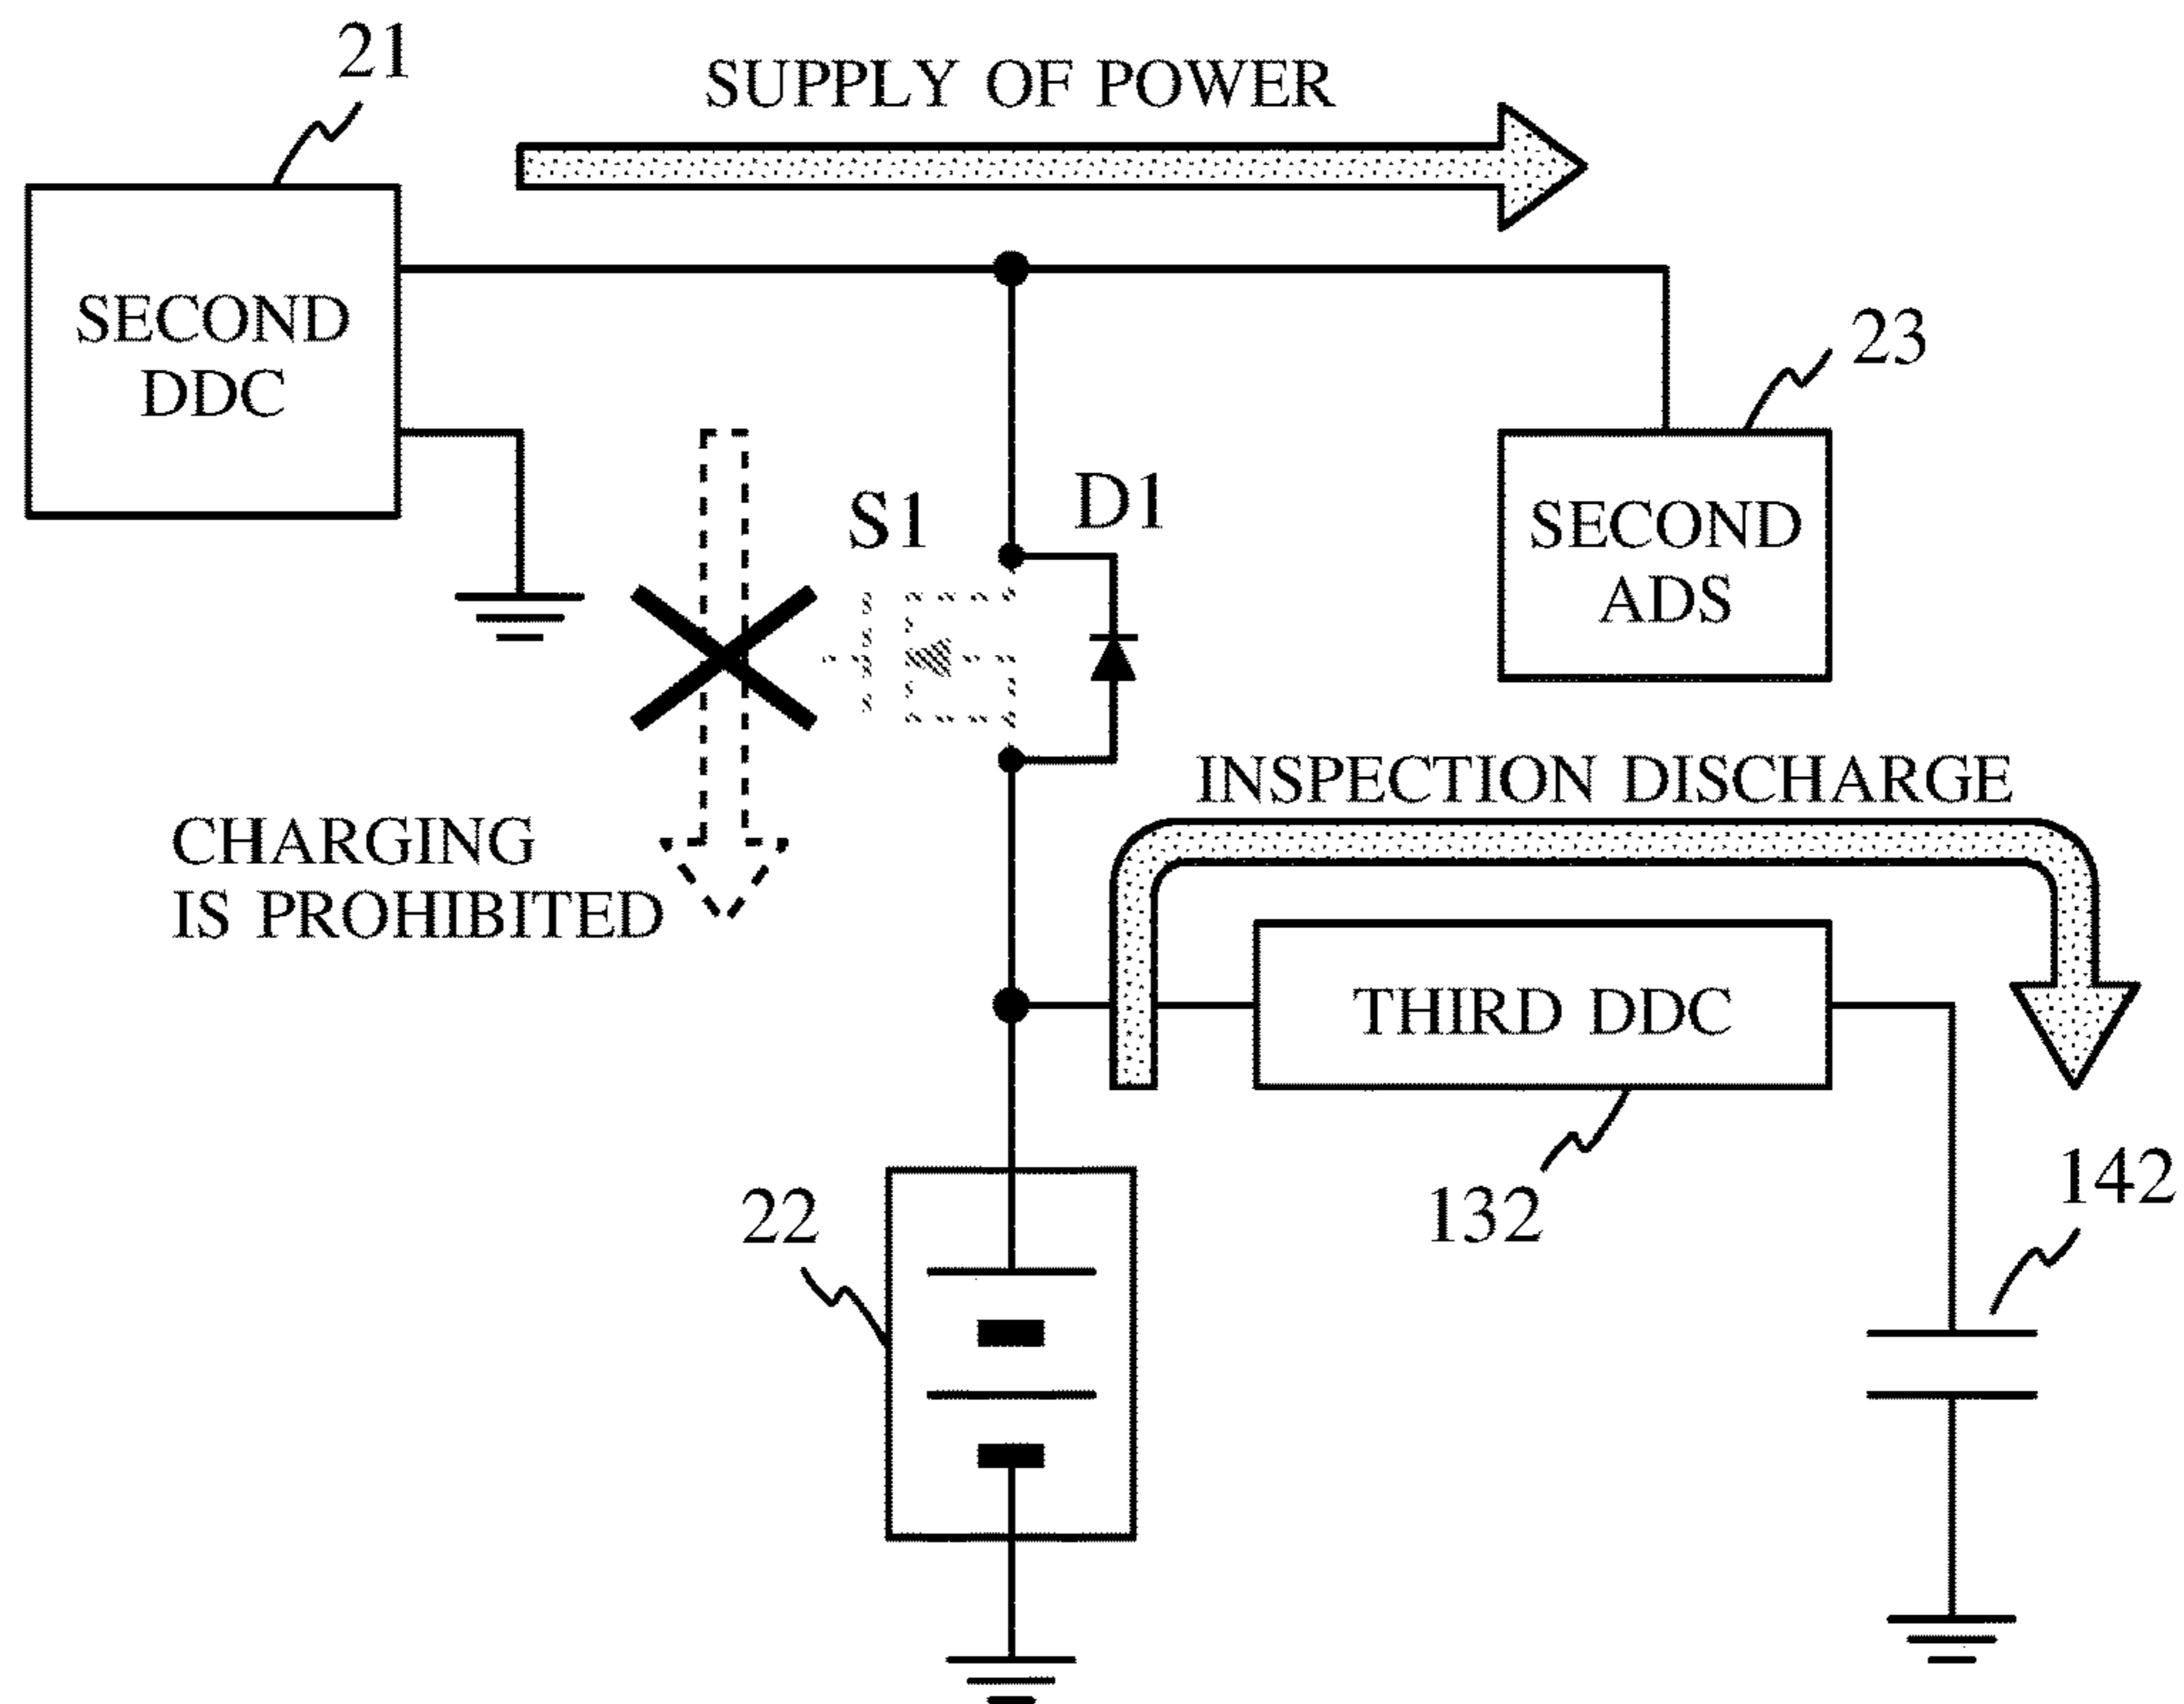 21
SUPPLY OF POWER
SECOND
DDC
23
S1
D1
SECOND
ADS
INSPECTION DISCHARGE
CHARGING
IS PROHIBITED
THIRD DDC
22
132
142